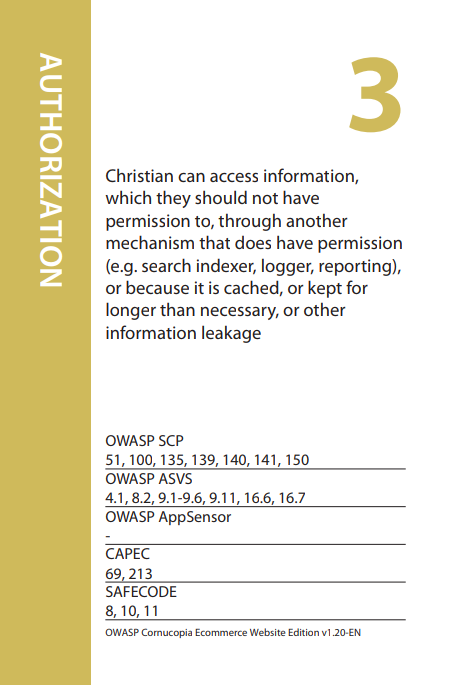 AUTHORIZATION
3
Christian can access information,
which they should not have
permission to, through another
mechanism that does have permission
(e.g. search indexer, logger, reporting),
or because it is cached, or kept for
longer than necessary, or other
information leakage
OWASP SCP
51, 100, 135, 139, 140, 141, 150
OWASP ASVS
4.1, 8.2, 9.1-9.6, 9.11, 16.6, 16.7
OWASP AppSensor
-
CAPEC
69, 213
SAFECODE
8, 10, 11
OWASP Cornucopia Ecommerce Website Edition v1.20-EN